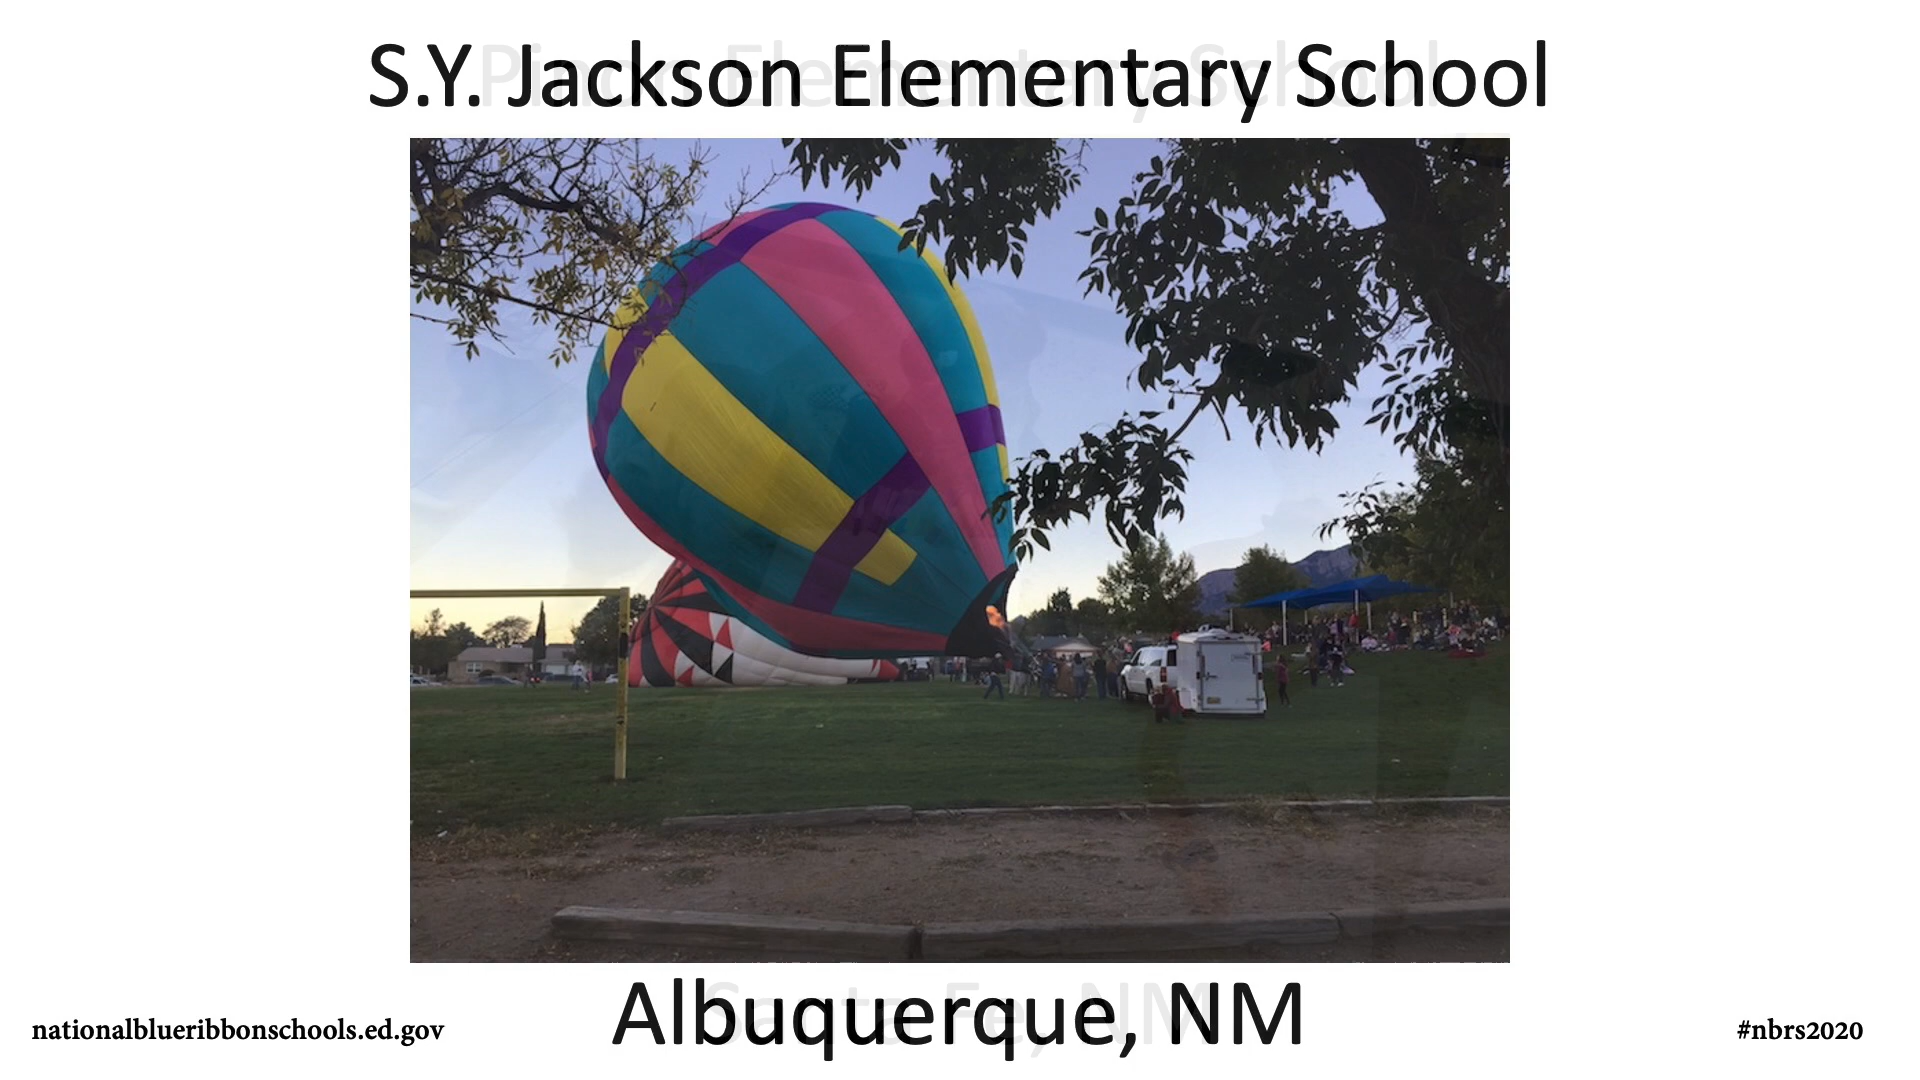 S.Y. Jackson Elementary School
Albuquerque, NM
nationalblueribbonschools.ed.gov
#nbrs2020